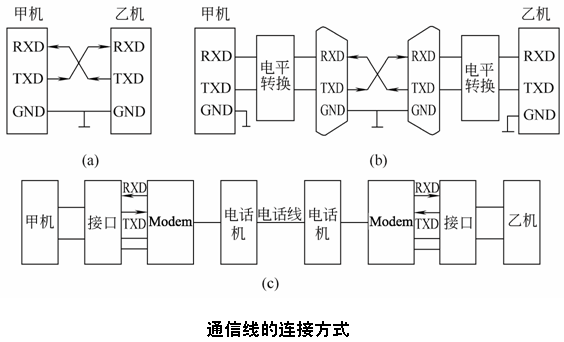 甲机 乙机 甲机 乙机
RXD RXD RXD RXD RXD RXD
电平转换 电平转换
TXD TXD TXD TXD TXD TXD
GND GND GND GND GND GND
(a) (b)
RXD RXD
甲机 接口 Modem 电话机 电话线 电话机 Modem 接口 乙机
TXD TXD
(c)
通信线的连接方式